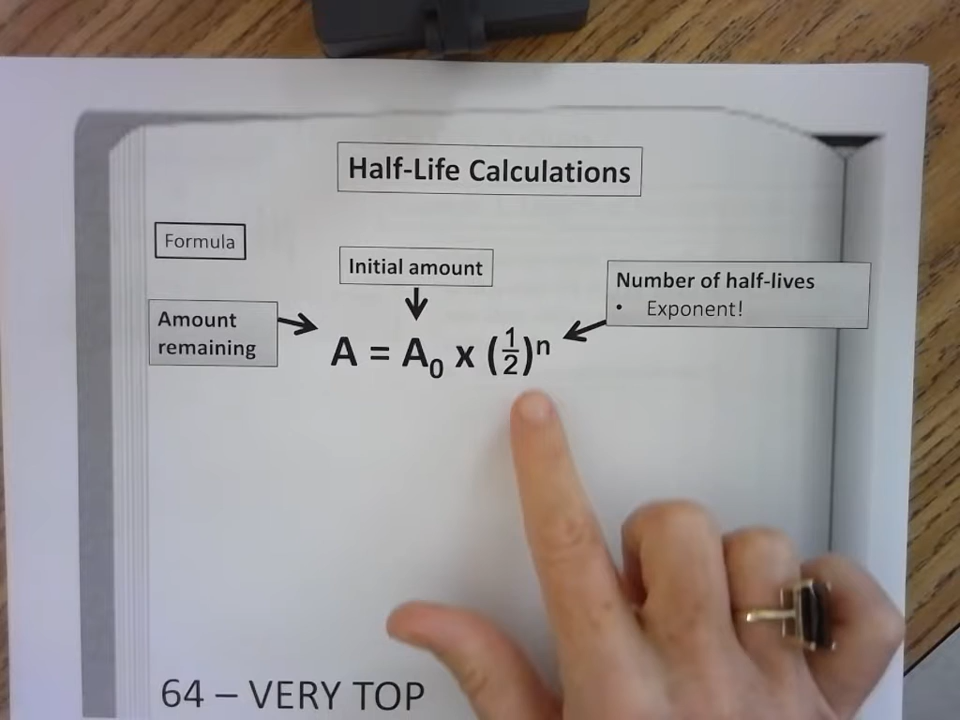 Half-Life Calculations
Formula
Initial amount
Number of half-lives
• Exponent!
Amount
remaining
A = A₀ x (½)ⁿ
64 – VERY TOP